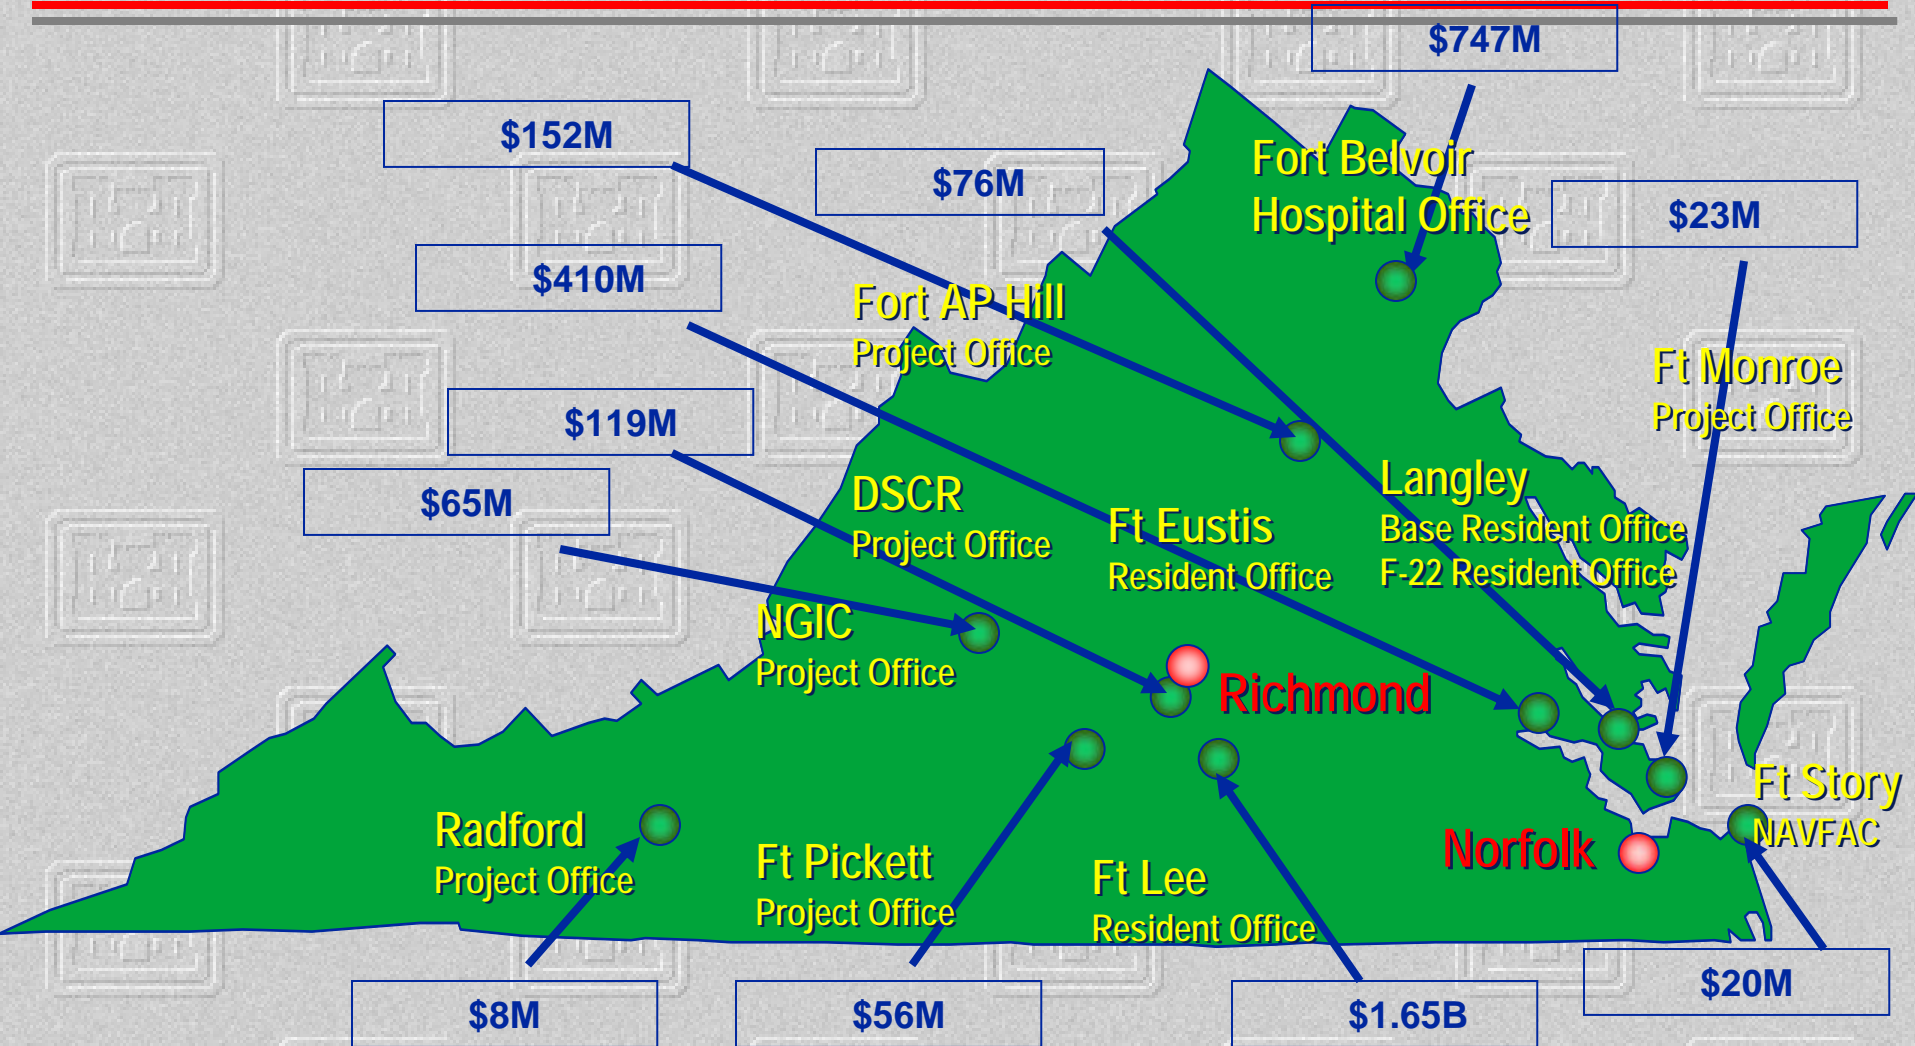 $747M
$152M
$76M
Fort Belvoir
Hospital Office
$23M
$410M
Fort AP Hill
Project Office
Ft Monroe
Project Office
$119M
$65M
DSCR
Project Office
Ft Eustis
Resident Office
Langley
Base Resident Office
F-22 Resident Office
NGIC
Project Office
Richmond
Radford
Project Office
Ft Pickett
Project Office
Ft Lee
Resident Office
Norfolk
Ft Story
NAVFAC
$8M
$56M
$1.65B
$20M